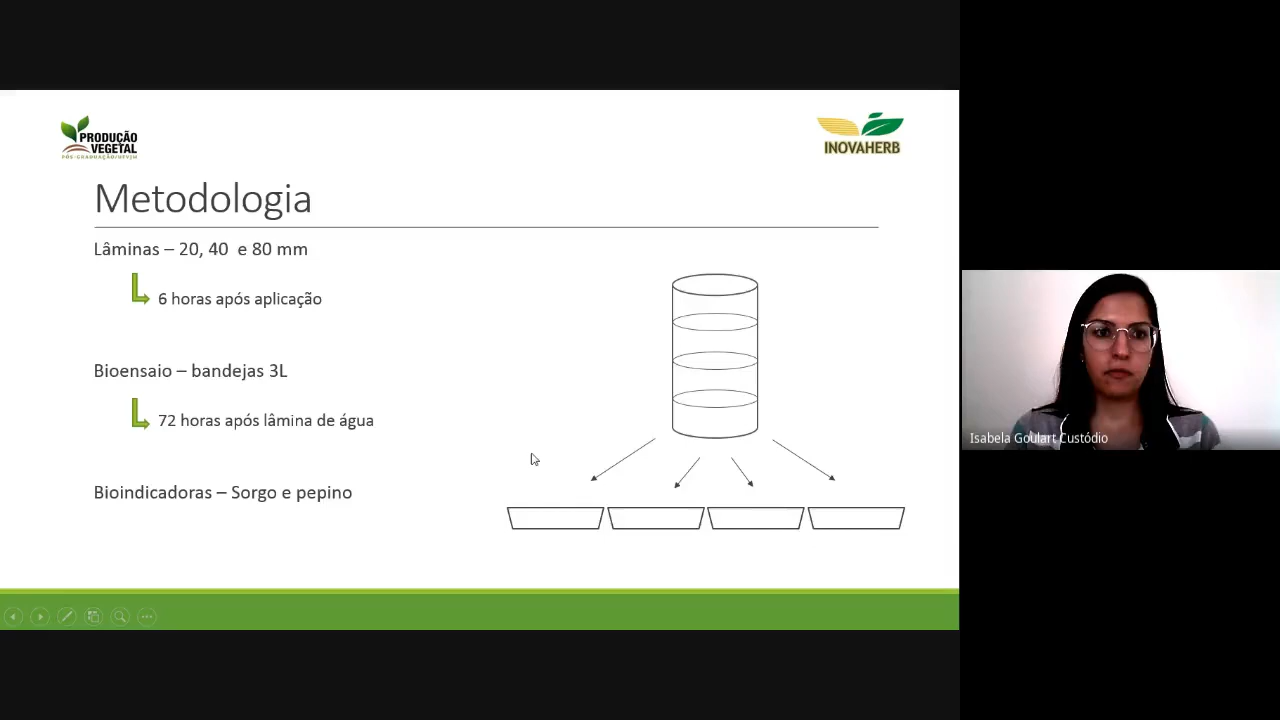 PRODUÇÃO
VEGETAL
PÓS-GRADUAÇÃO/UFVJM
INOVAHERB
Metodologia
Lâminas – 20, 40 e 80 mm
6 horas após aplicação
Bioensaio – bandejas 3L
72 horas após lâmina de água
Bioindicadoras – Sorgo e pepino
Isabela Goulart Custódio